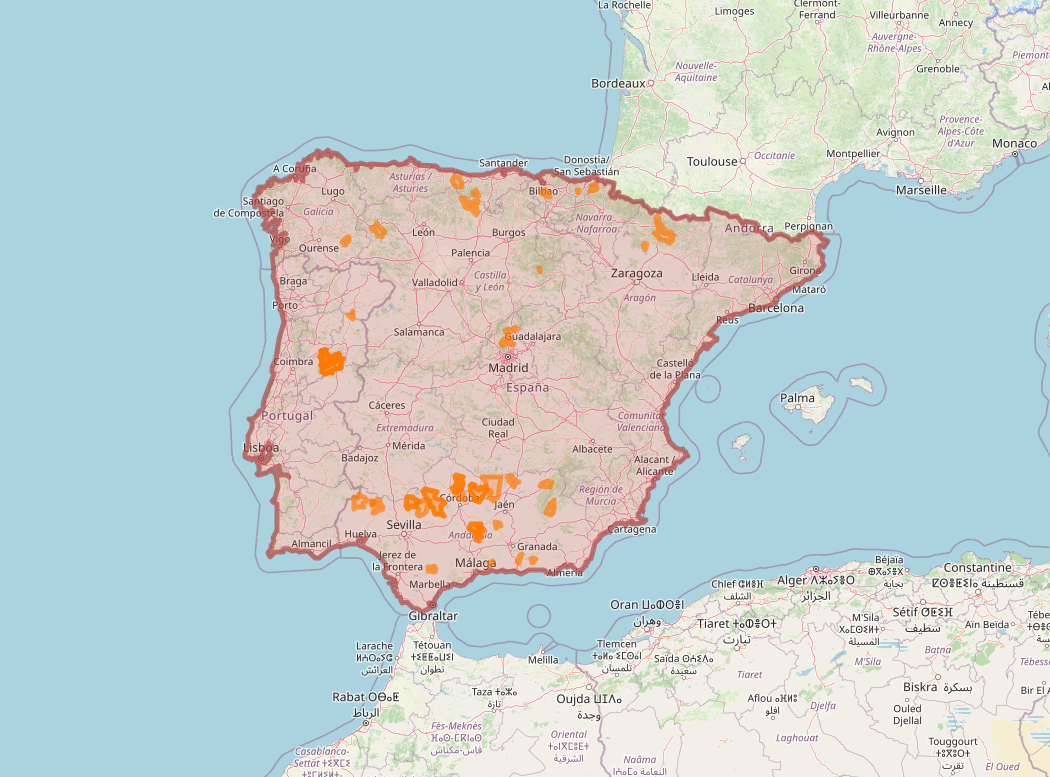 La Rochelle
Limoges
Clermont-
Ferrand
Villeurbanne
Annecy
Auvergne-
Rhône-Alpes
Piemont
Nouvelle-
Aquitaine
Grenoble
Bordeaux
Provence-
Alpes-Côte
d'Azur
Avignon
Monaco
Montpellier
Toulouse
Occitanie
Marseille
Perpignan
A Coruña
Santander
Donostia/
San Sebastián
Asturias /
Asturies
Bilbao
Lugo
Santiago
de Compostela
Galicia
León
Burgos
Navarra
- Nafarroa
Andorra
Vigo
Ourense
Palencia
Girona
Zaragoza
Lleida
Catalunya
Braga
Valladolid
Castilla
y León
Mataró
Aragón
Porto
Barcelona
Reus
Salamanca
Guadalajara
Coimbra
Madrid
Castelló
de la Plana
España
Palma
Cáceres
Portugal
Extremadura
Ciudad
Real
Comunitat
Valenciana
Lisboa
Mérida
Albacete
Badajoz
Alacant /
Alicante
Región de
Murcia
Córdoba
Jaén
Sevilla
Cartagena
Huelva
Almancil
Granada
Jerez de
la Frontera
Málaga
Almería
Marbella
Gibraltar
Béjaïa
Constantine
قسنطينة
Alger
الجزائر
بجاية
Chlef
الشلف
Oran
وهران
Sétif
سطيف
M'Sila
المسيلة
Aïn Beïda
Tiaret
تيارت
Larache
العرائش
Tétouan
تطوان
Melilla
Tlemcen
تلمسان
Saïda
سعيدة
M'Sila
Batna
Tiaret
Taza
تازة
Oujda
وجدة
Aflou
افلو
Djelfa
Biskra
بسكرة
Rabat
الرباط
Ouled
Djellal
Fès-Meknès
فاس-مكناس
Oriental
الشرقية
Laghouat
Touggourt
تقرت
Casablanca-
Settat
Naâma
النعامة
El Oued